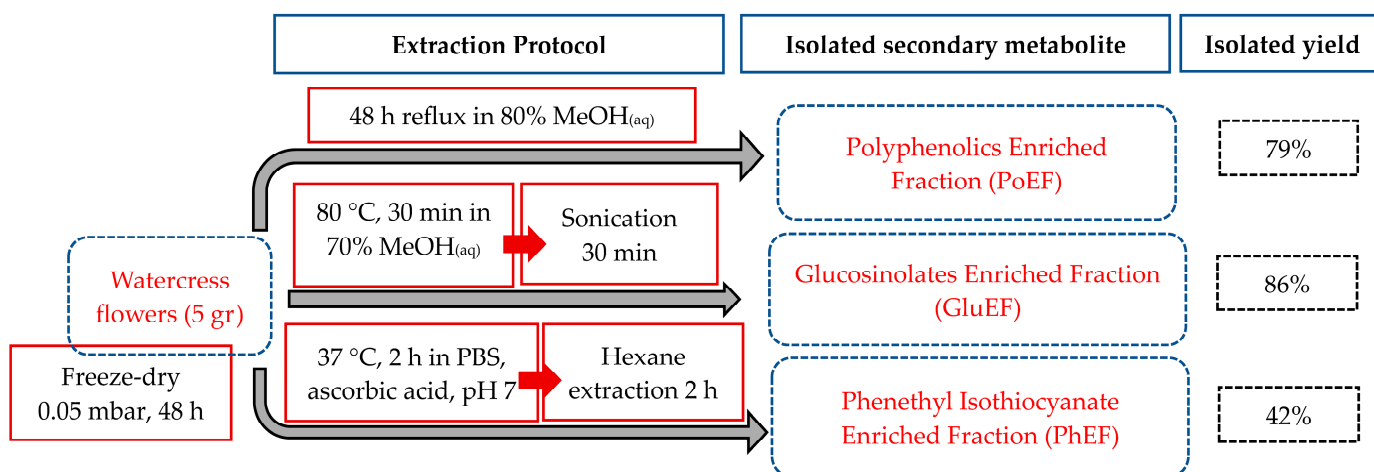 Extraction Protocol
Isolated secondary metabolite
Isolated yield
48 h reflux in 80% MeOH(aq)
Polyphenolics Enriched
Fraction (PoEF)
79%
80 °C, 30 min in
70% MeOH(aq)
Sonication
30 min
Watercress
flowers (5 gr)
Glucosinolates Enriched Fraction
(GluEF)
86%
Freeze-dry
0.05 mbar, 48 h
37 °C, 2 h in PBS,
ascorbic acid, pH 7
Hexane
extraction 2 h
Phenethyl Isothiocyanate
Enriched Fraction (PhEF)
42%